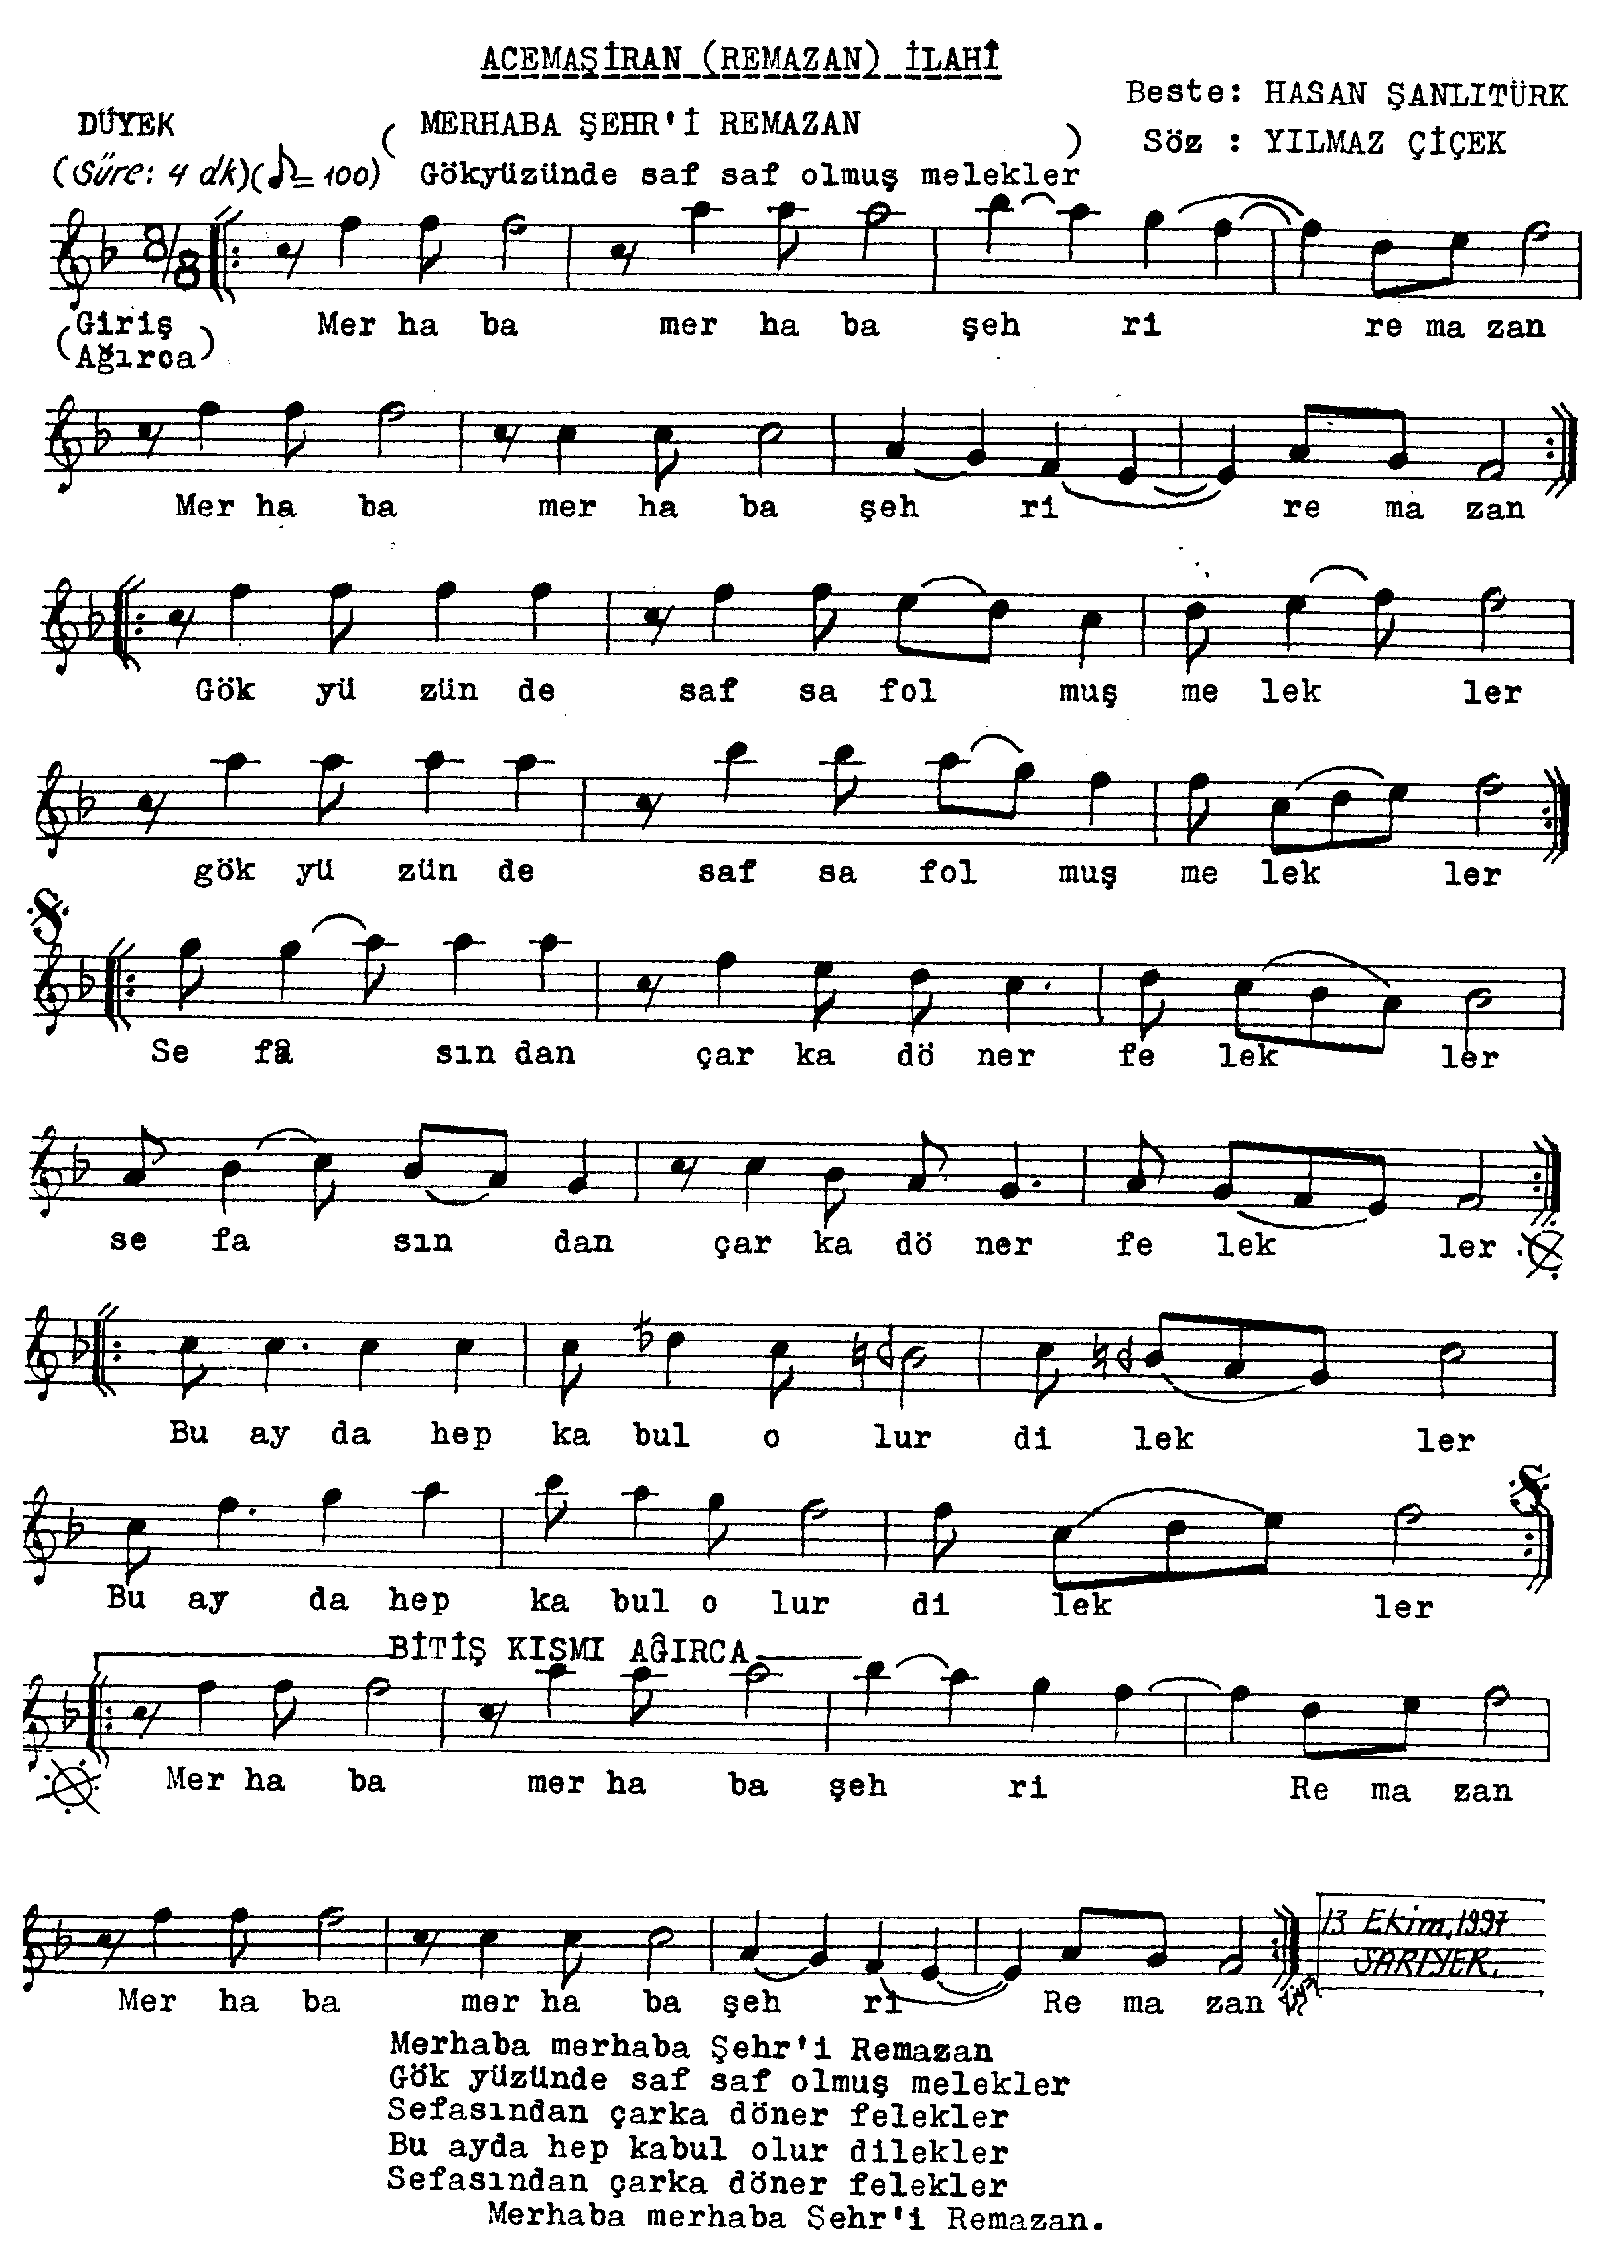 ACEMAŞİRAN (REMAZAN) İLAHİ
Beste: HASAN ŞANLITÜRK
DÜYEK ( MERHABA ŞEHR'İ REMAZAN ) Söz : YILMAZ ÇİÇEK
(Süre: 4 dk)(♪=100) Gökyüzünde saf saf olmuş melekler
8/8
(Giriş
Ağırca)
Mer ha ba mer ha ba şeh ri re ma zan
Mer ha ba mer ha ba şeh ri re ma zan
Gök yü zün de saf sa fol muş me lek ler
gök yü zün de saf sa fol muş me lek ler
Se fa sın dan çar ka dö ner fe lek ler
se fa sın dan çar ka dö ner fe lek ler
Bu ay da hep ka bul o lur di lek ler
Bu ay da hep ka bul o lur di lek ler
BİTİŞ KISMI AĞIRCA
Mer ha ba mer ha ba şeh ri Re ma zan
13 Ekim, 1997
SARIYER.
Mer ha ba mer ha ba şeh ri Re ma zan
Merhaba merhaba Şehr'i Remazan
Gök yüzünde saf saf olmuş melekler
Sefasından çarka döner felekler
Bu ayda hep kabul olur dilekler
Sefasından çarka döner felekler
Merhaba merhaba Şehr'i Remazan.